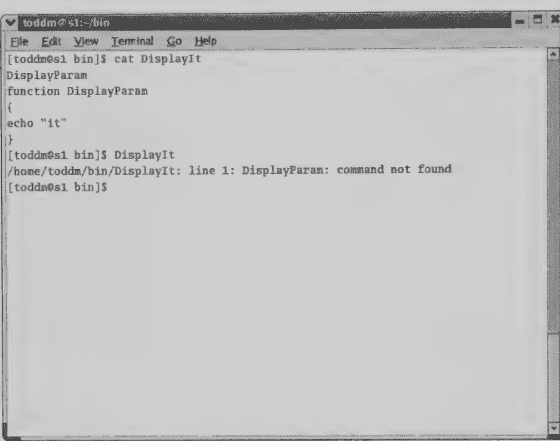 toddm@s1:~/bin
File Edit View Terminal Go Help
[toddm@s1 bin]$ cat DisplayIt
DisplayParam
function DisplayParam
{
echo "it"
}
[toddm@s1 bin]$ DisplayIt
/home/toddm/bin/DisplayIt: line 1: DisplayParam: command not found
[toddm@s1 bin]$